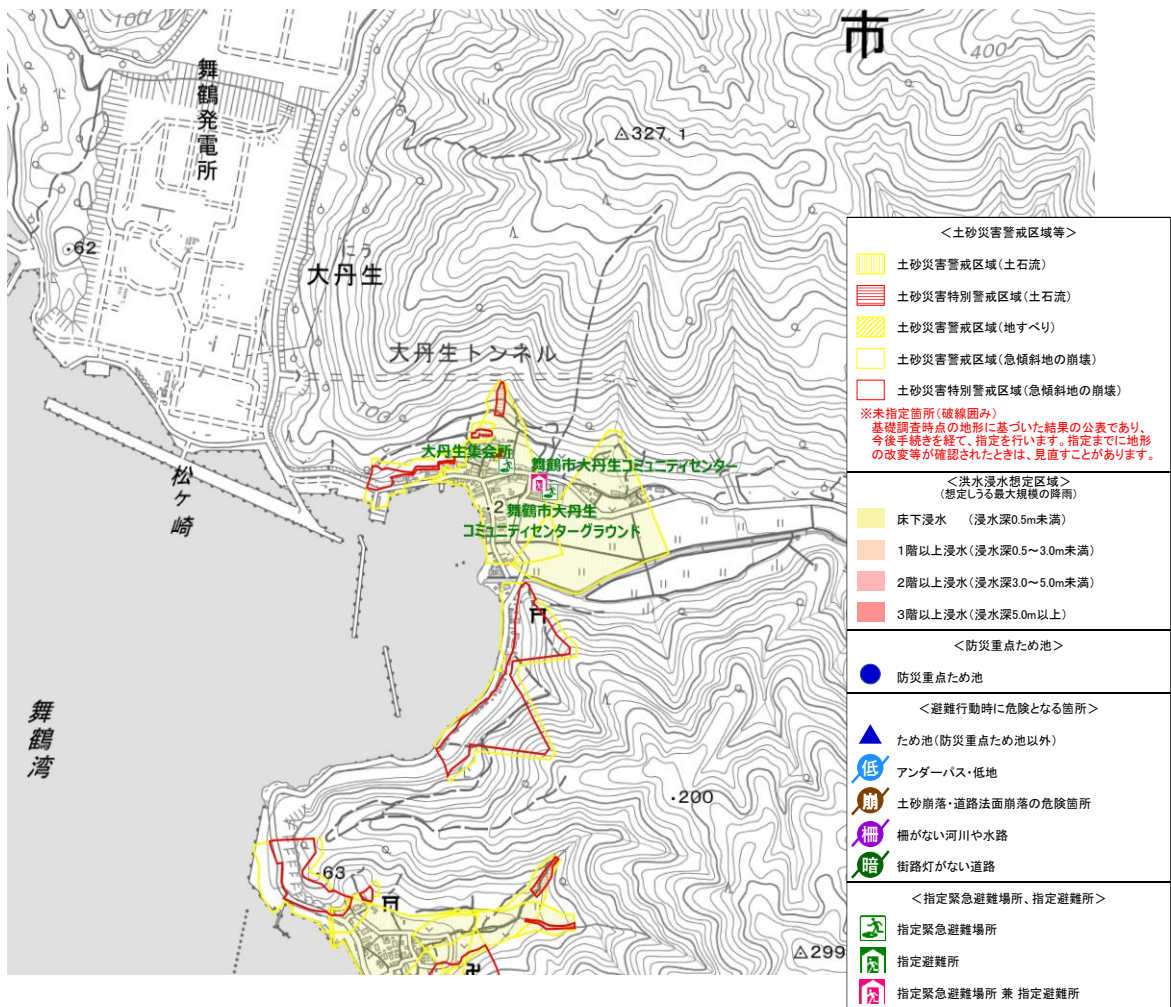 市
100
400
舞鶴発電所
327.1
62
にう
大丹生
大丹生トンネル
100
大丹生集会所
舞鶴市大丹生コミュニティセンター
2
舞鶴市大丹生
コミュニティセンターグラウンド
松ヶ崎
舞鶴湾
200
63
299
<土砂災害警戒区域等>
土砂災害警戒区域(土石流)
土砂災害特別警戒区域(土石流)
土砂災害警戒区域(地すべり)
土砂災害警戒区域(急傾斜地の崩壊)
土砂災害特別警戒区域(急傾斜地の崩壊)
※未指定箇所(破線囲み)
基礎調査時点の地形に基づいた結果の公表であり、
今後手続きを経て、指定を行います。指定までに地形
の改変等が確認されたときは、見直すことがあります。
<洪水浸水想定区域>
(想定しうる最大規模の降雨)
床下浸水 (浸水深0.5m未満)
1階以上浸水(浸水深0.5~3.0m未満)
2階以上浸水(浸水深3.0~5.0m未満)
3階以上浸水(浸水深5.0m以上)
<防災重点ため池>
防災重点ため池
<避難行動時に危険となる箇所>
ため池(防災重点ため池以外)
低 アンダーパス・低地
崩 土砂崩落・道路法面崩落の危険箇所
柵 柵がない河川や水路
暗 街路灯がない道路
<指定緊急避難場所、指定避難所>
指定緊急避難場所
指定避難所
指定緊急避難場所 兼 指定避難所